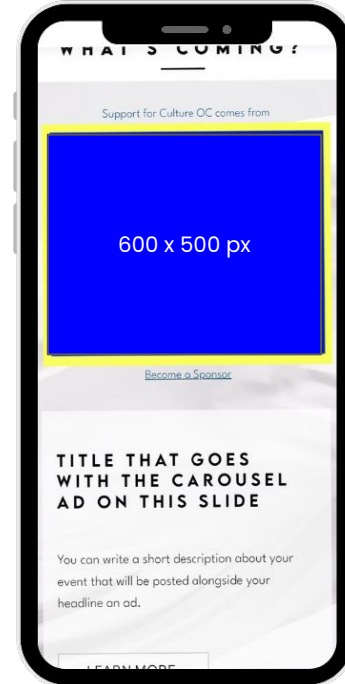 WHAT'S COMING?
Support for Culture OC comes from
600 x 500 px
Become a Sponsor
TITLE THAT GOES
WITH THE CAROUSEL
AD ON THIS SLIDE
You can write a short description about your
event that will be posted alongside your
headline an ad.
LEARN MORE